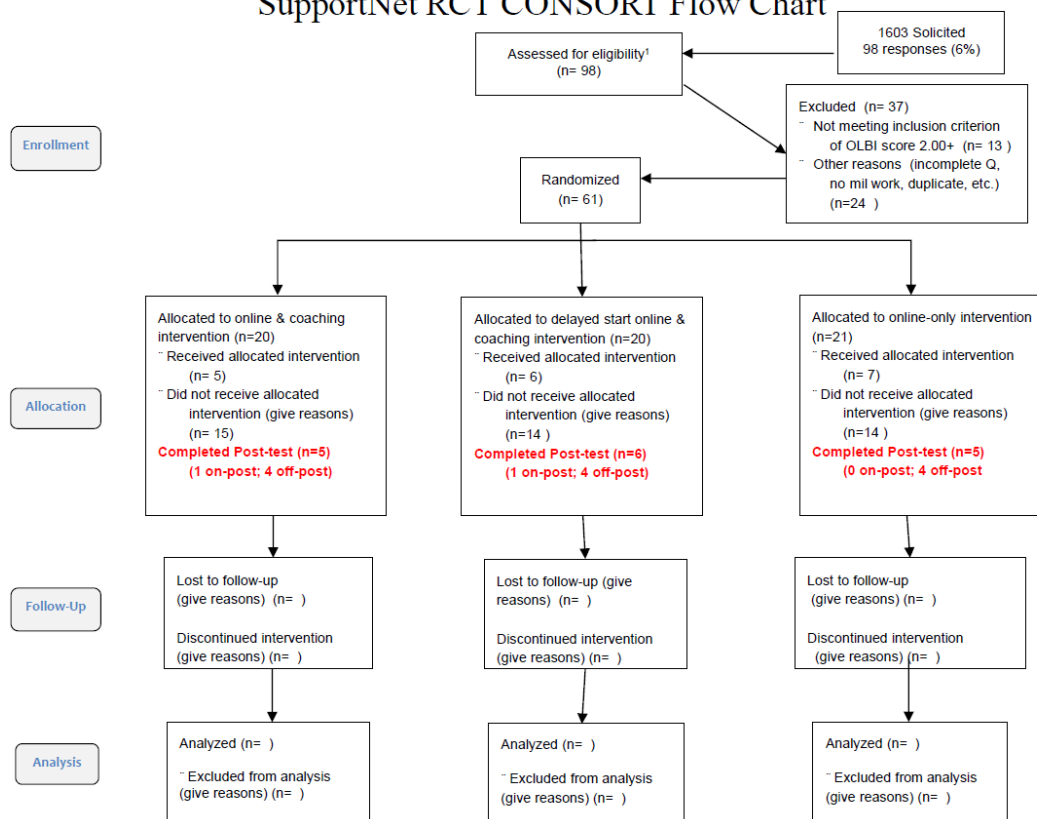 SupportNet RCT CONSORT Flow Chart
1603 Solicited
98 responses (6%)
Assessed for eligibility¹
(n= 98)
Excluded (n= 37)
¨ Not meeting inclusion criterion
of OLBI score 2.00+ (n= 13 )
¨ Other reasons (incomplete Q,
no mil work, duplicate, etc.)
(n=24 )
Enrollment
Randomized
(n= 61)
Allocated to online & coaching
intervention (n=20)
¨ Received allocated intervention
(n= 5)
¨ Did not receive allocated
intervention (give reasons)
(n= 15)
Completed Post-test (n=5)
(1 on-post; 4 off-post)
Allocated to delayed start online &
coaching intervention (n=20)
¨ Received allocated intervention
(n= 6)
¨ Did not receive allocated
intervention (give reasons)
(n=14 )
Completed Post-test (n=6)
(1 on-post; 4 off-post)
Allocated to online-only intervention
(n=21)
¨ Received allocated intervention
(n= 7)
¨ Did not receive allocated
intervention (give reasons)
(n=14 )
Completed Post-test (n=5)
(0 on-post; 4 off-post
Allocation
Lost to follow-up
(give reasons) (n= )
Discontinued intervention
(give reasons) (n= )
Lost to follow-up (give
reasons) (n= )
Discontinued intervention
(give reasons) (n= )
Lost to follow-up
(give reasons) (n= )
Discontinued intervention
(give reasons) (n= )
Follow-Up
Analyzed (n= )
¨ Excluded from analysis
(give reasons) (n= )
Analyzed (n= )
¨ Excluded from analysis
(give reasons) (n= )
Analyzed (n= )
¨ Excluded from analysis
(give reasons) (n= )
Analysis